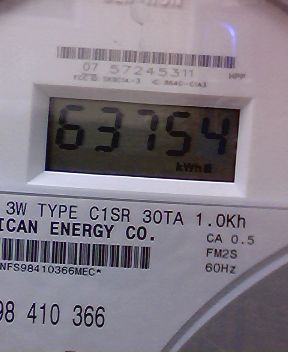 07 57245311
63754
kWh
3W TYPE C1SR 30TA 1.0Kh
ICAN ENERGY CO.
CA 0.5
FM2S
60Hz
NFS98410366MEC*
98 410 366